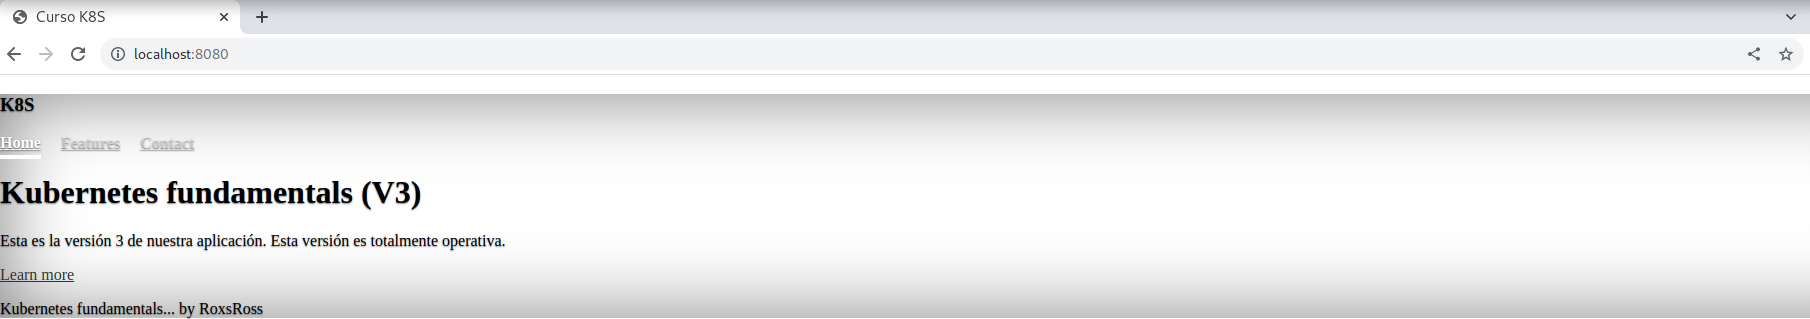 Curso K8S
localhost:8080
K8S
Home Features Contact
Kubernetes fundamentals (V3)
Esta es la versión 3 de nuestra aplicación. Esta versión es totalmente operativa.
Learn more
Kubernetes fundamentals... by RoxsRoss